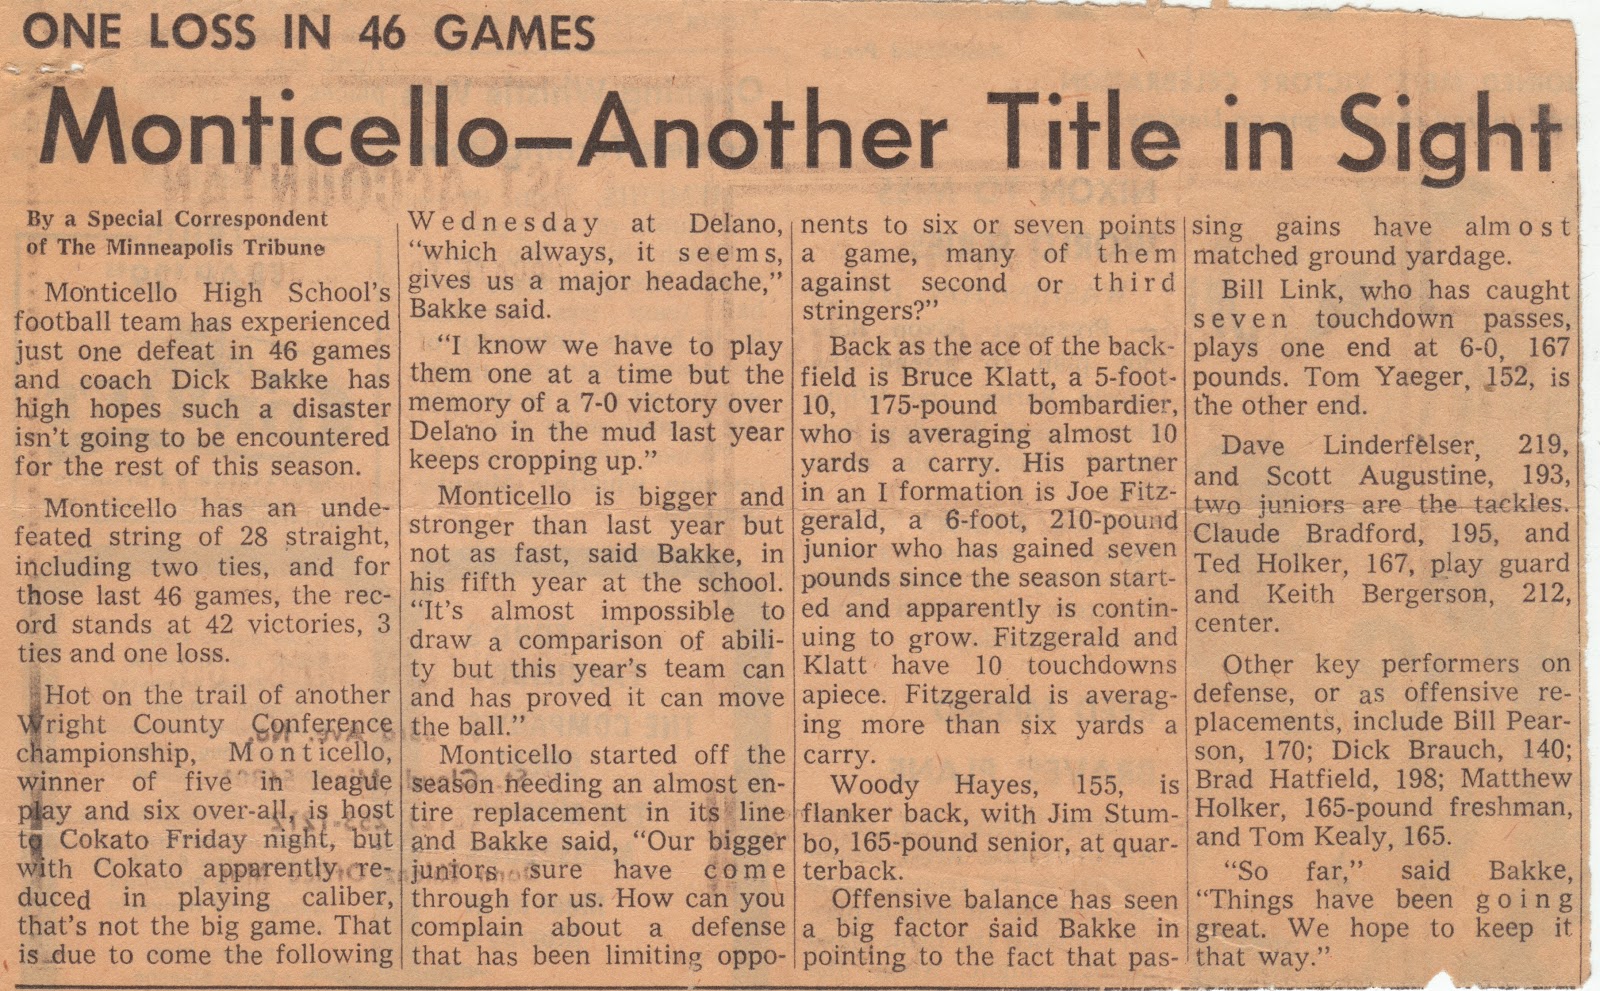 ONE LOSS IN 46 GAMES
Monticello—Another Title in Sight
By a Special Correspondent
of The Minneapolis Tribune
Monticello High School's
football team has experienced
just one defeat in 46 games
and coach Dick Bakke has
high hopes such a disaster
isn't going to be encountered
for the rest of this season.
Monticello has an unde-
feated string of 28 straight,
including two ties, and for
those last 46 games, the rec-
ord stands at 42 victories, 3
ties and one loss.
Hot on the trail of another
Wright County Conference
championship, Monticello,
winner of five in league
play and six over-all, is host
to Cokato Friday night, but
with Cokato apparently re-
duced in playing caliber,
that's not the big game. That
is due to come the following
Wednesday at Delano,
"which always, it seems,
gives us a major headache,"
Bakke said.
"I know we have to play
them one at a time but the
memory of a 7-0 victory over
Delano in the mud last year
keeps cropping up."
Monticello is bigger and
stronger than last year but
not as fast, said Bakke, in
his fifth year at the school.
"It's almost impossible to
draw a comparison of abili-
ty but this year's team can
and has proved it can move
the ball."
Monticello started off the
season needing an almost en-
tire replacement in its line
and Bakke said, "Our bigger
juniors sure have come
through for us. How can you
complain about a defense
that has been limiting oppo-
nents to six or seven points
a game, many of them
against second or third
stringers?"
Back as the ace of the back-
field is Bruce Klatt, a 5-foot-
10, 175-pound bombardier,
who is averaging almost 10
yards a carry. His partner
in an I formation is Joe Fitz-
gerald, a 6-foot, 210-pound
junior who has gained seven
pounds since the season start-
ed and apparently is contin-
uing to grow. Fitzgerald and
Klatt have 10 touchdowns
apiece. Fitzgerald is averag-
ing more than six yards a
carry.
Woody Hayes, 155, is
flanker back, with Jim Stum-
bo, 165-pound senior, at quar-
terback.
Offensive balance has seen
a big factor said Bakke in
pointing to the fact that pas-
sing gains have almost
matched ground yardage.
Bill Link, who has caught
seven touchdown passes,
plays one end at 6-0, 167
pounds. Tom Yaeger, 152, is
the other end.
Dave Linderfelser, 219,
and Scott Augustine, 193,
two juniors are the tackles.
Claude Bradford, 195, and
Ted Holker, 167, play guard
and Keith Bergerson, 212,
center.
Other key performers on
defense, or as offensive re-
placements, include Bill Pear-
son, 170; Dick Brauch, 140;
Brad Hatfield, 198; Matthew
Holker, 165-pound freshman,
and Tom Kealy, 165.
"So far," said Bakke,
"Things have been going
great. We hope to keep it
that way."